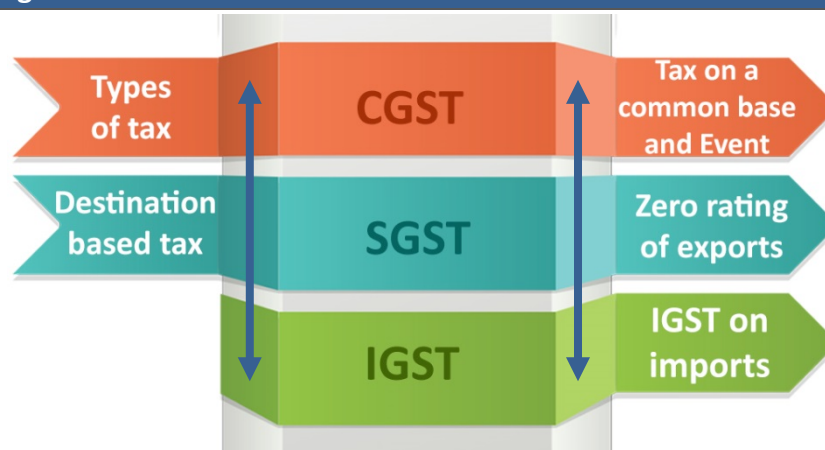 Types
of tax
CGST
Tax on a
common base
and Event
Destination
based tax
SGST
Zero rating
of exports
IGST
IGST on
imports